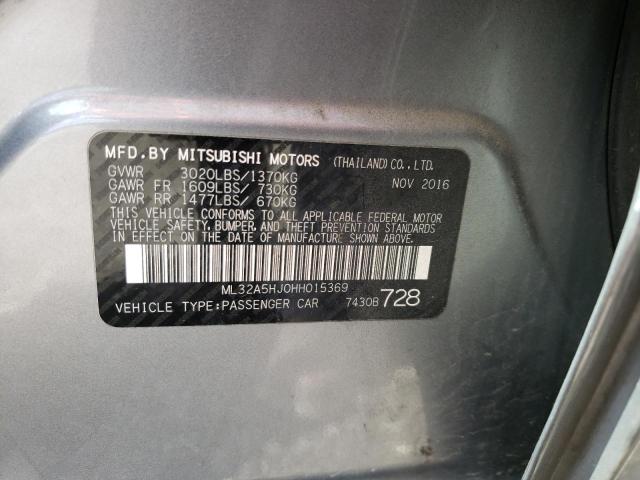 MFD.BY MITSUBISHI MOTORS (THAILAND)CO.,LTD.
GVWR 3020LBS/1370KG NOV 2016
GAWR FR 1609LBS/ 730KG
GAWR RR 1477LBS/ 670KG
THIS VEHICLE CONFORMS TO ALL APPLICABLE FEDERAL MOTOR
VEHICLE SAFETY, BUMPER, AND THEFT PREVENTION STANDARDS
IN EFFECT ON THE DATE OF MANUFACTURE SHOWN ABOVE.
ML32A5HJ0HH015369
VEHICLE TYPE:PASSENGER CAR 7430B 728